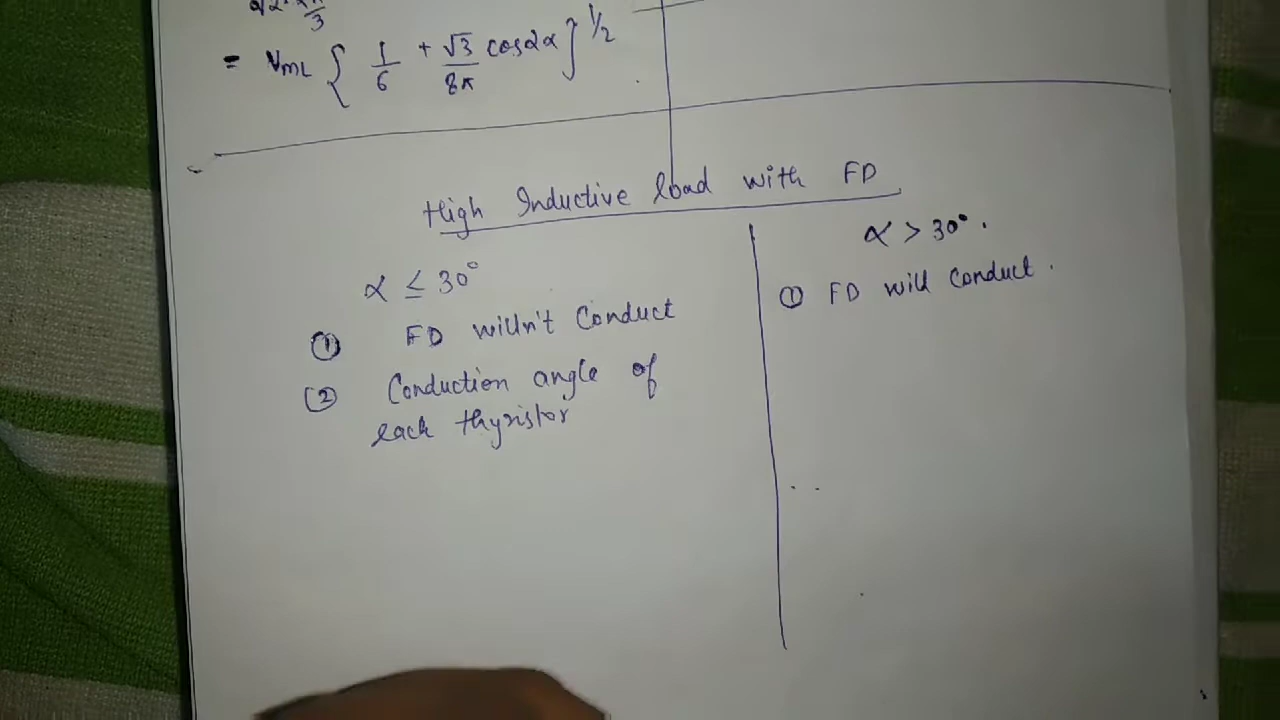 = VmL { 1/6 + √3/8π cos2α }^1/2
High Inductive load with FD
α ≤ 30°
① FD willn't Conduct
② Conduction angle of
each thyristor
α > 30°.
① FD will Conduct.